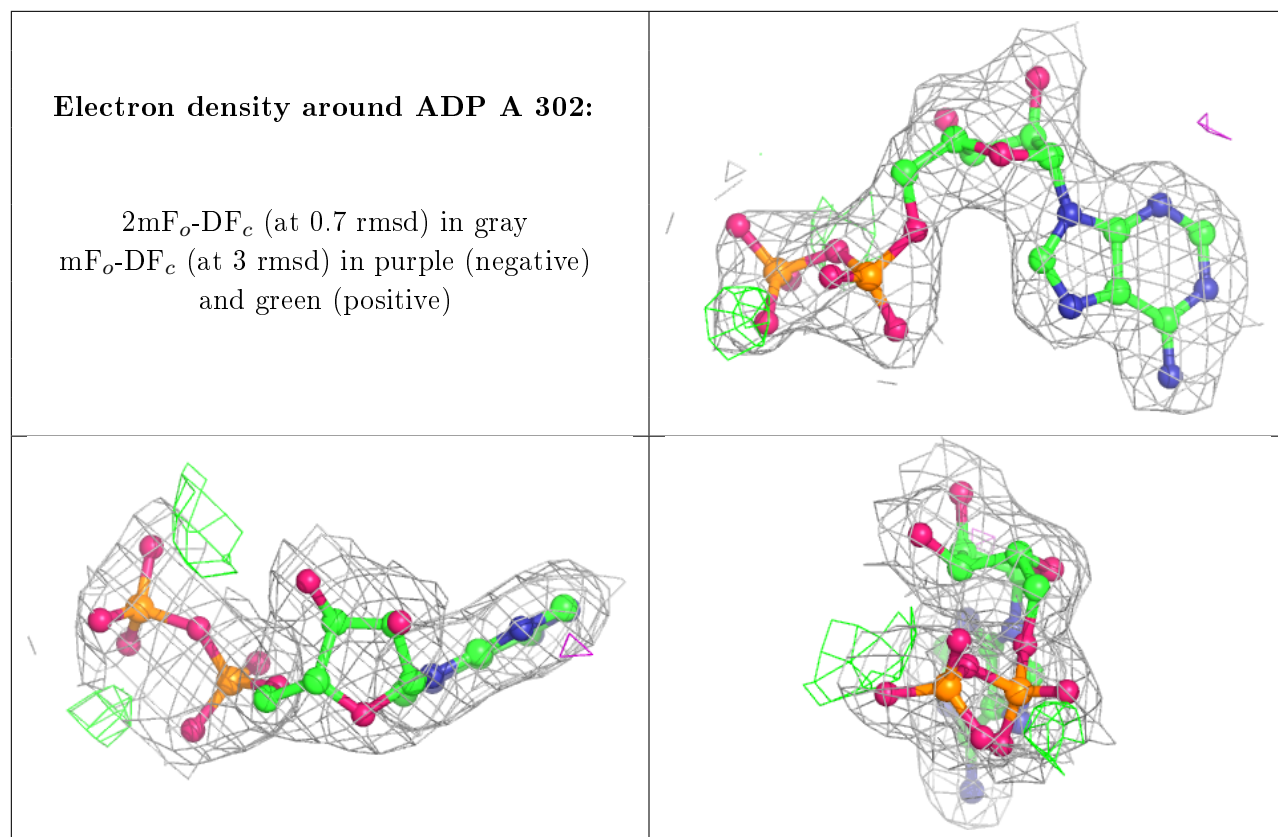 Electron density around ADP A 302:
2mFₒ-DF𝒸 (at 0.7 rmsd) in gray
mFₒ-DF𝒸 (at 3 rmsd) in purple (negative)
and green (positive)